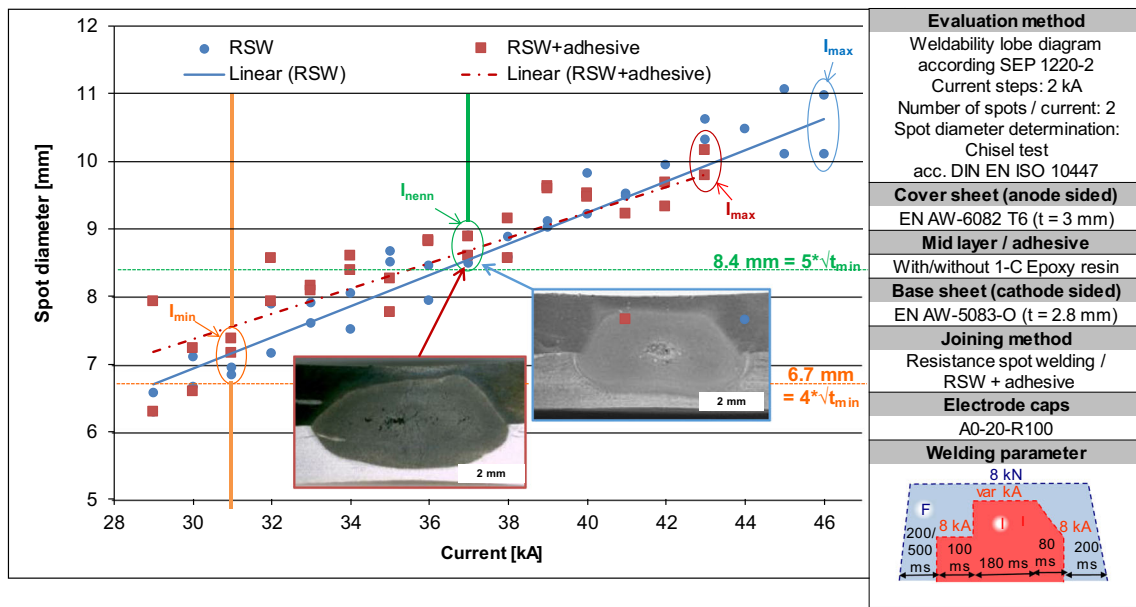 12
11
10
9
8
7
6
5
28
30
32
34
36
38
40
42
44
46
Spot diameter [mm]
Current [kA]
RSW
RSW+adhesive
Linear (RSW)
Linear (RSW+adhesive)
Imax
Inenn
Imax
Imin
8.4 mm = 5*√tmin
6.7 mm
= 4*√tmin
2 mm
2 mm
Evaluation method
Weldability lobe diagram
according SEP 1220-2
Current steps: 2 kA
Number of spots / current: 2
Spot diameter determination:
Chisel test
acc. DIN EN ISO 10447
Cover sheet (anode sided)
EN AW-6082 T6 (t = 3 mm)
Mid layer / adhesive
With/without 1-C Epoxy resin
Base sheet (cathode sided)
EN AW-5083-O (t = 2.8 mm)
Joining method
Resistance spot welding /
RSW + adhesive
Electrode caps
A0-20-R100
Welding parameter
8 kN
var kA
F
I
I
8 kA
8 kA
200/
500
ms
100
ms
180 ms
80
ms
200
ms